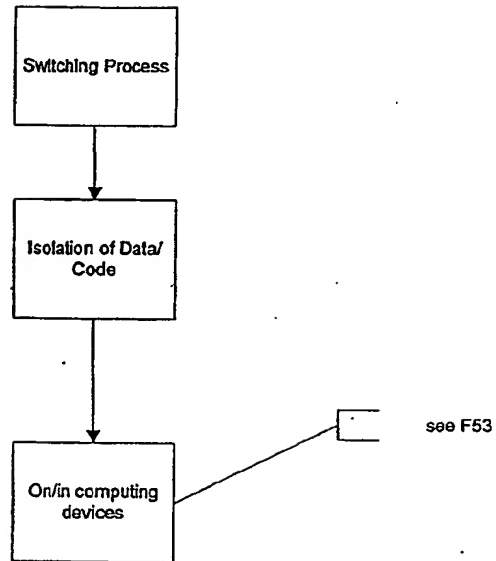 Switching Process
Isolation of Data/
Code
On/in computing
devices
see F53